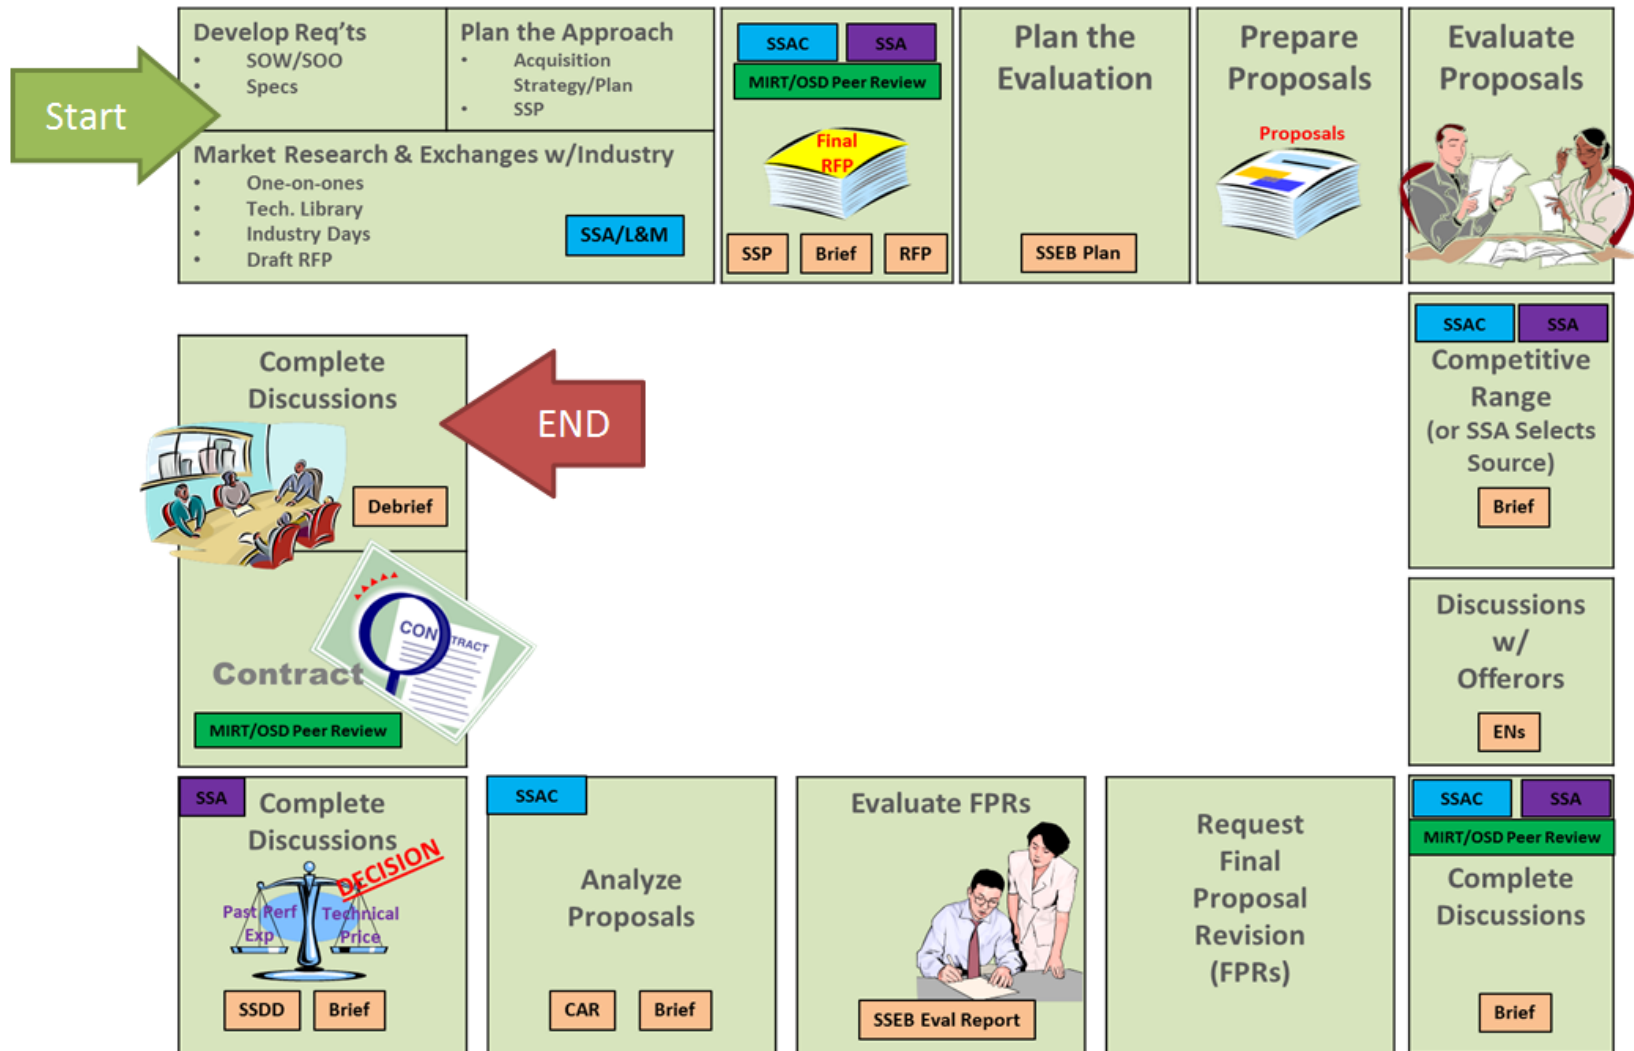 Start
Develop Req'ts
• SOW/SOO
• Specs
Plan the Approach
• Acquisition
Strategy/Plan
• SSP
Market Research & Exchanges w/Industry
• One-on-ones
• Tech. Library
• Industry Days
• Draft RFP
SSA/L&M
SSAC
SSA
MIRT/OSD Peer Review
Final
RFP
SSP
Brief
RFP
Plan the
Evaluation
SSEB Plan
Prepare
Proposals
Proposals
Evaluate
Proposals
SSAC
SSA
Competitive
Range
(or SSA Selects
Source)
Brief
Discussions
w/
Offerors
ENs
SSAC
SSA
MIRT/OSD Peer Review
Complete
Discussions
Brief
Request
Final
Proposal
Revision
(FPRs)
Evaluate FPRs
SSEB Eval Report
SSAC
Analyze
Proposals
CAR
Brief
SSA
Complete
Discussions
DECISION
Past Perf
Exp
Technical
Price
SSDD
Brief
CONTRACT
Contract
MIRT/OSD Peer Review
Complete
Discussions
Debrief
END